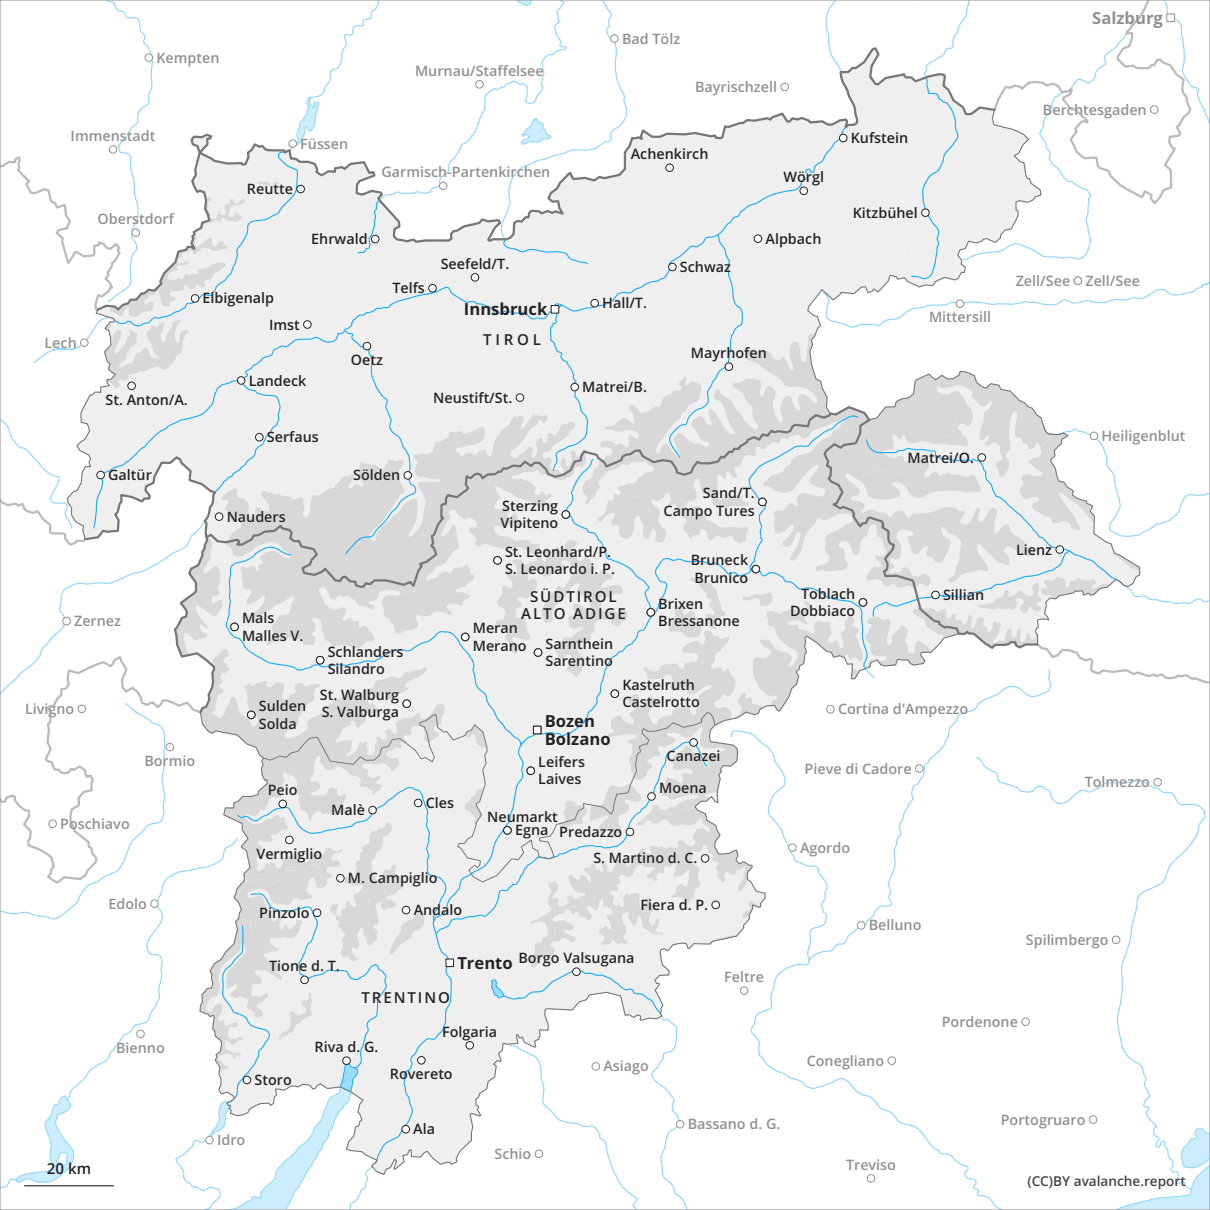 Salzburg
Bad Tölz
Kempten
Murnau/Staffelsee
Bayrischzell
Berchtesgaden
Immenstadt
Füssen
Kufstein
Achenkirch
Garmisch-Partenkirchen
Wörgl
Reutte
Kitzbühel
Oberstdorf
Ehrwald
Alpbach
Seefeld/T.
Schwaz
Zell/See
Zell/See
Telfs
Elbigenalp
Hall/T.
Innsbruck
Mittersill
Imst
TIROL
Lech
Oetz
Mayrhofen
Landeck
Matrei/B.
St. Anton/A.
Neustift/St.
Serfaus
Heiligenblut
Matrei/O.
Galtür
Sölden
Sand/T.
Campo Tures
Sterzing
Vipiteno
Nauders
St. Leonhard/P.
S. Leonardo i. P.
Lienz
Bruneck
Brunico
SÜDTIROL
ALTO ADIGE
Toblach
Dobbiaco
Sillian
Brixen
Bressanone
Zernez
Mals
Malles V.
Meran
Merano
Sarnthein
Sarentino
Schlanders
Silandro
Kastelruth
Castelrotto
St. Walburg
S. Valburga
Sulden
Solda
Livigno
Cortina d'Ampezzo
Bozen
Bolzano
Bormio
Canazei
Leifers
Laives
Pieve di Cadore
Tolmezzo
Peio
Moena
Malè
Cles
Neumarkt
Egna
Predazzo
Poschiavo
Agordo
Vermiglio
S. Martino d. C.
M. Campiglio
Edolo
Pinzolo
Andalo
Fiera d. P.
Belluno
Spilimbergo
Borgo Valsugana
Trento
Tione d. T.
Feltre
TRENTINO
Pordenone
Folgaria
Bienno
Riva d. G.
Conegliano
Asiago
Rovereto
Storo
Portogruaro
Bassano d. G.
Ala
Idro
Schio
Treviso
20 km
(CC)BY avalanche.report